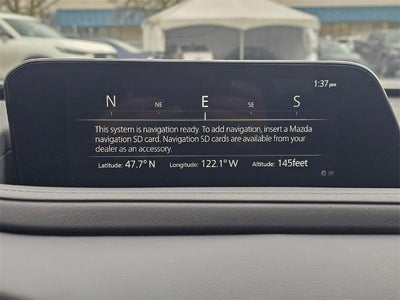 1:37 pm
N NE E SE S
This system is navigation ready. To add navigation, insert a Mazda
navigation SD card. Navigation SD cards are available from your
dealer as an accessory.
Latitude: 47.7° N Longitude: 122.1° W Altitude: 145feet